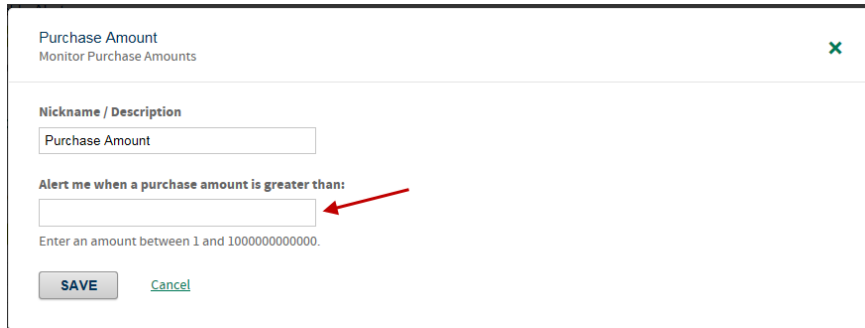 Purchase Amount
Monitor Purchase Amounts
Nickname / Description
Purchase Amount
Alert me when a purchase amount is greater than:
Enter an amount between 1 and 1000000000000.
SAVE Cancel